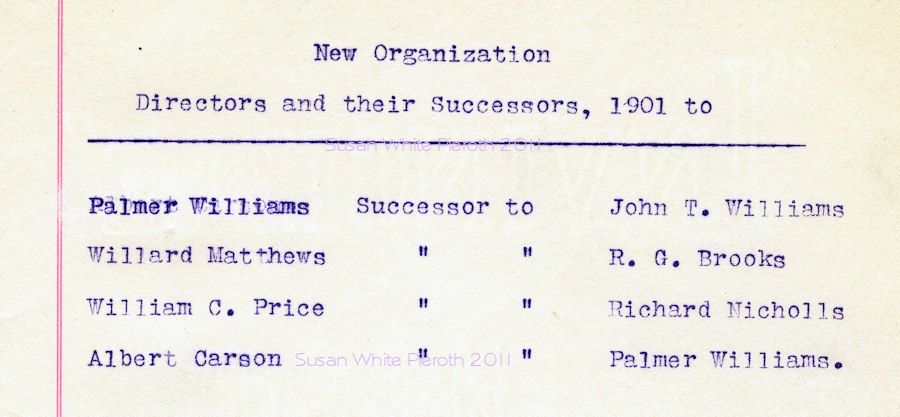 New Organization
Directors and their Successors, 1901 to
Susan White Pieroth 2011
Palmer Williams Successor to John T. Williams
Willard Matthews " " R. G. Brooks
William C. Price " " Richard Nicholls
Albert Carson " " Palmer Williams.
Susan White Pieroth 2011